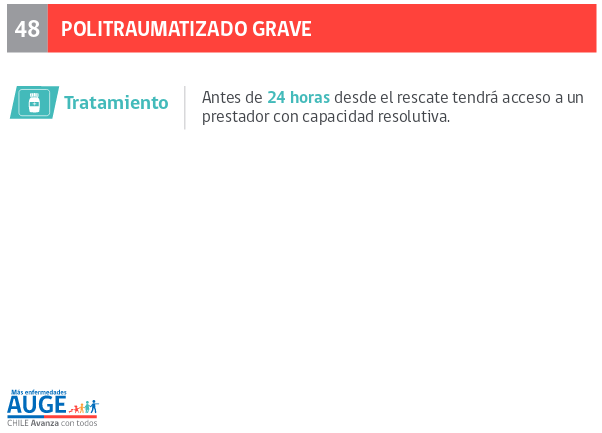 48 POLITRAUMATIZADO GRAVE
Tratamiento
Antes de 24 horas desde el rescate tendrá acceso a un
prestador con capacidad resolutiva.
Más enfermedades
AUGE
CHILE Avanza con todos